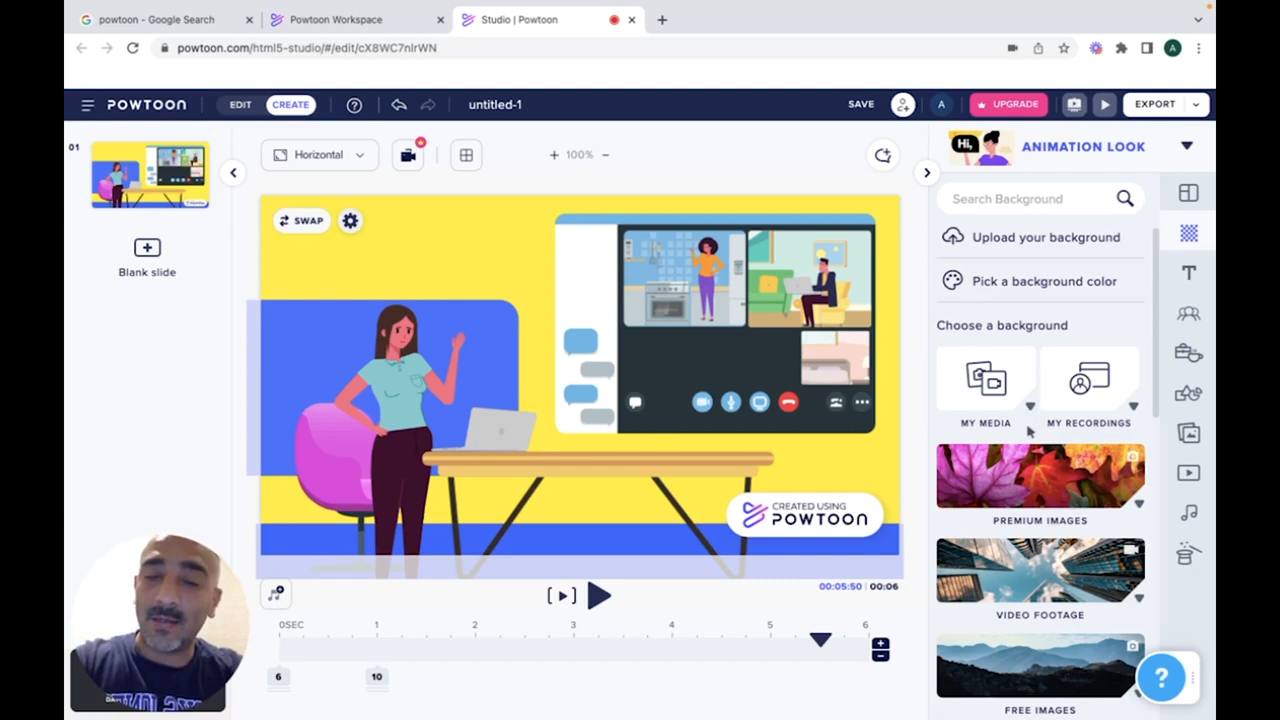 powtoon - Google Search
Powtoon Workspace
Studio | Powtoon
powtoon.com/html5-studio/#/edit/cX8WC7nlrWN
A
POWTOON
EDIT
CREATE
untitled-1
SAVE
A
UPGRADE
EXPORT
01
Horizontal
+ 100% −
Hi,
ANIMATION LOOK
Search Background
Upload your background
Pick a background color
Choose a background
MY MEDIA
MY RECORDINGS
PREMIUM IMAGES
VIDEO FOOTAGE
FREE IMAGES
Blank slide
SWAP
CREATED USING
POWTOON
00:05:50 | 00:06
0SEC 1 2 3 4 5 6
6 10